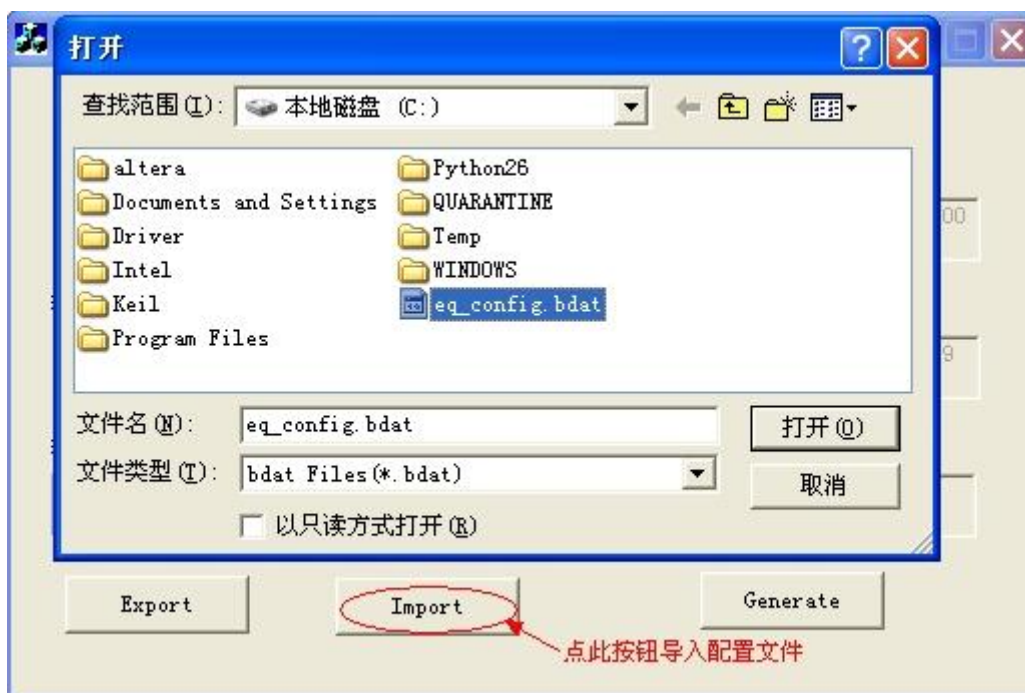 打开
查找范围(I): 本地磁盘 (C:)
altera
Documents and Settings
Driver
Intel
Keil
Program Files
Python26
QUARANTINE
Temp
WINDOWS
eq_config.bdat
00
9
文件名(N): eq_config.bdat 打开(O)
文件类型(T): bdat Files(*.bdat) 取消
以只读方式打开(R)
Export Import Generate
点此按钮导入配置文件